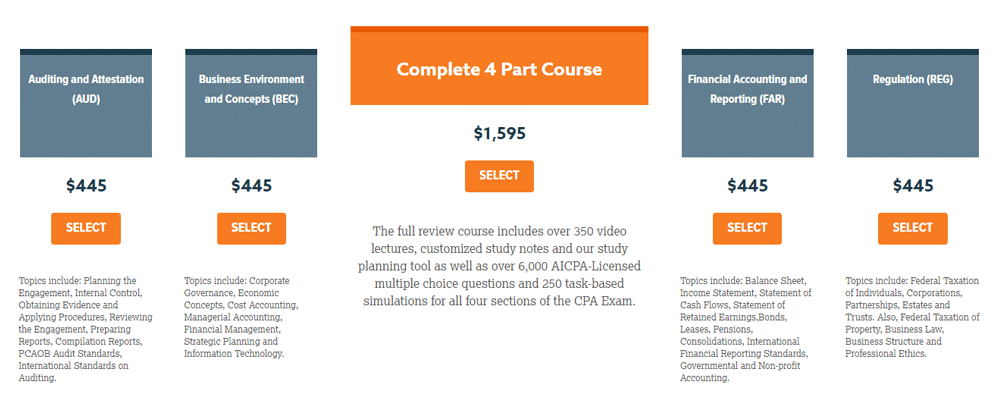 Auditing and Attestation
(AUD)
$445
SELECT
Topics include: Planning the
Engagement, Internal Control,
Obtaining Evidence and
Applying Procedures, Reviewing
the Engagement, Preparing
Reports, Compilation Reports,
PCAOB Audit Standards,
International Standards on
Auditing.
Business Environment
and Concepts (BEC)
$445
SELECT
Topics include: Corporate
Governance, Economic
Concepts, Cost Accounting,
Managerial Accounting,
Financial Management,
Strategic Planning and
Information Technology.
Complete 4 Part Course
$1,595
SELECT
The full review course includes over 350 video
lectures, customized study notes and our study
planning tool as well as over 6,000 AICPA-Licensed
multiple choice questions and 250 task-based
simulations for all four sections of the CPA Exam.
Financial Accounting and
Reporting (FAR)
$445
SELECT
Topics include: Balance Sheet,
Income Statement, Statement of
Cash Flows, Statement of
Retained Earnings,Bonds,
Leases, Pensions,
Consolidations, International
Financial Reporting Standards,
Governmental and Non-profit
Accounting.
Regulation (REG)
$445
SELECT
Topics include: Federal Taxation
of Individuals, Corporations,
Partnerships, Estates and
Trusts. Also, Federal Taxation of
Property, Business Law,
Business Structure and
Professional Ethics.